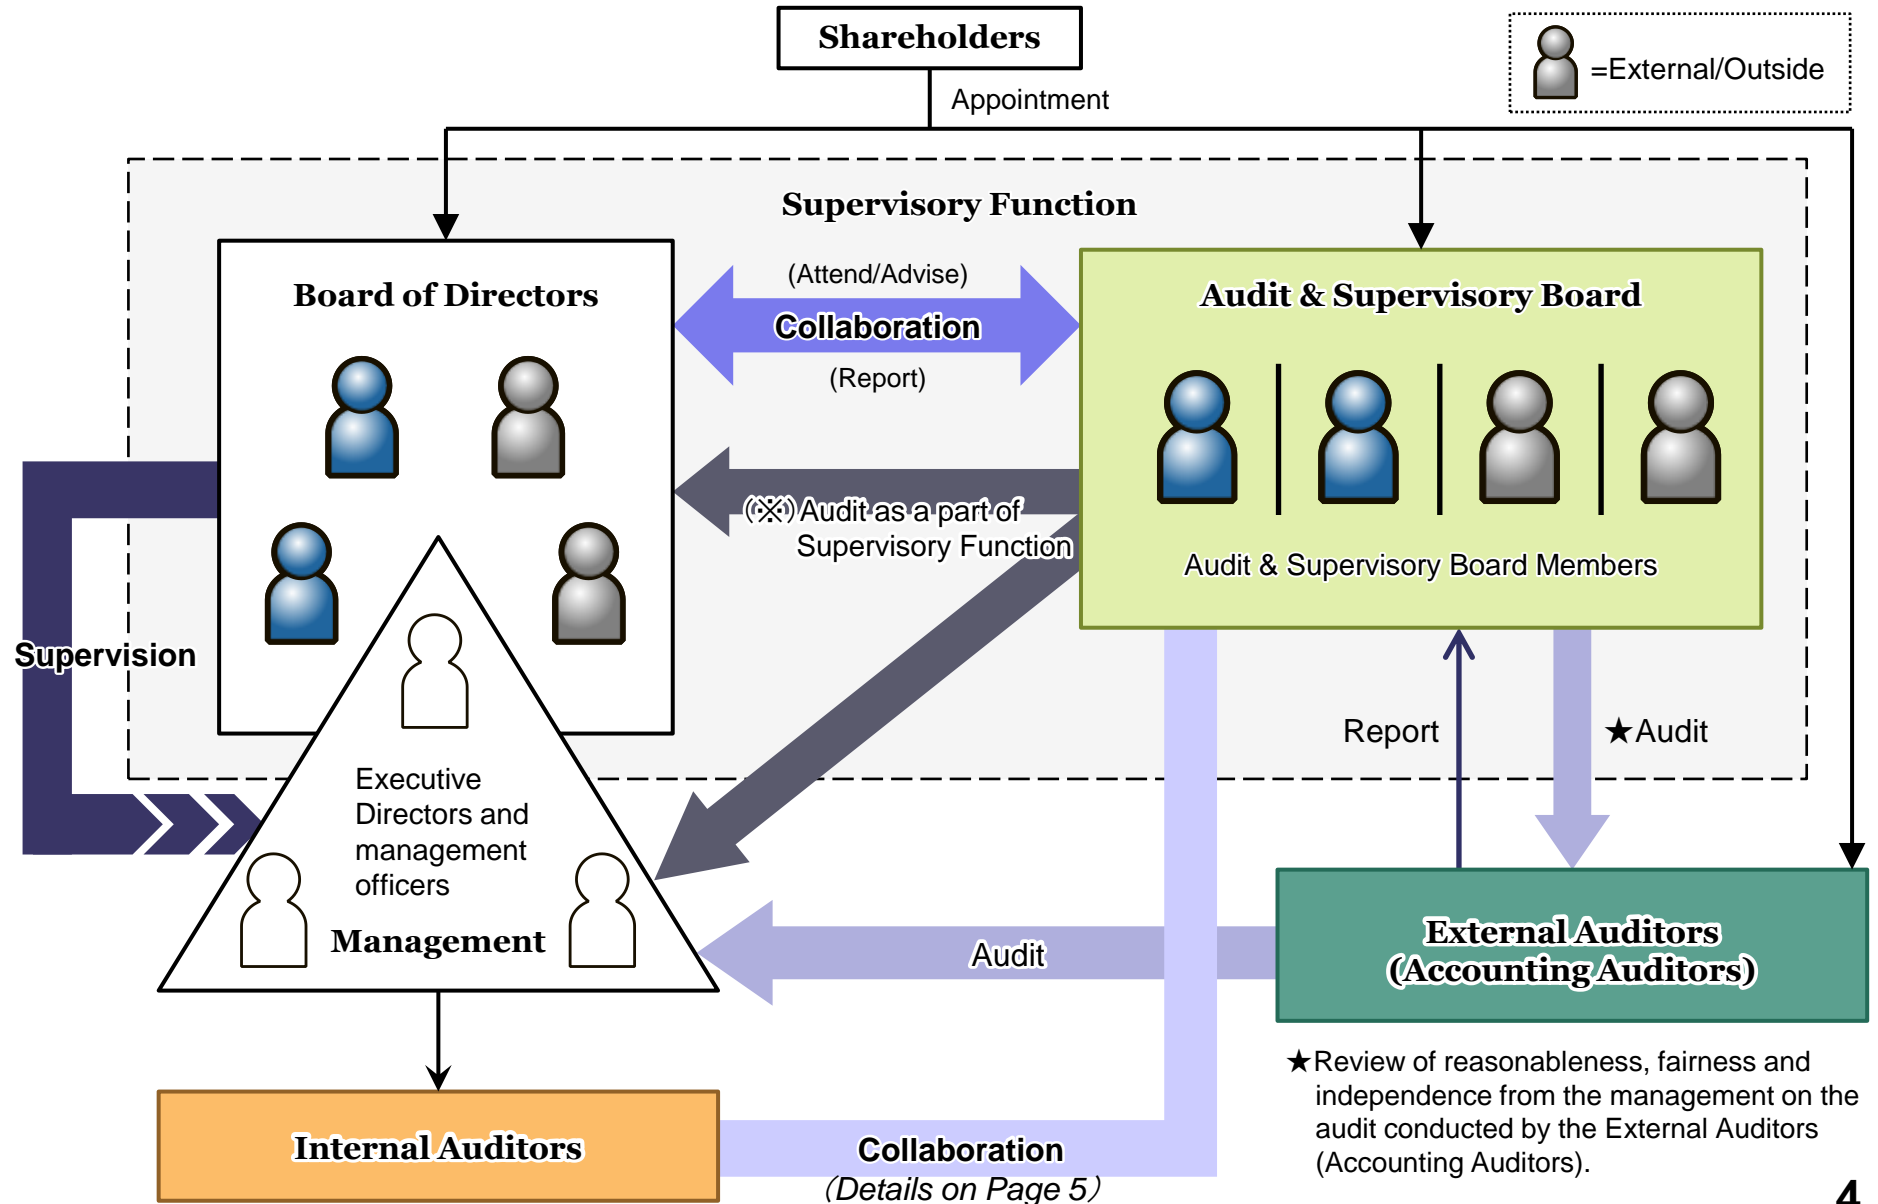 Shareholders
=External/Outside
Appointment
Supervisory Function
Board of Directors
(Attend/Advise)
Collaboration
(Report)
Audit & Supervisory Board
(※)Audit as a part of
Supervisory Function
Audit & Supervisory Board Members
Supervision
Report
★Audit
Executive
Directors and
management
officers
Management
Audit
External Auditors
(Accounting Auditors)
★Review of reasonableness, fairness and
independence from the management on the
audit conducted by the External Auditors
(Accounting Auditors).
Internal Auditors
Collaboration
(Details on Page 5)
4